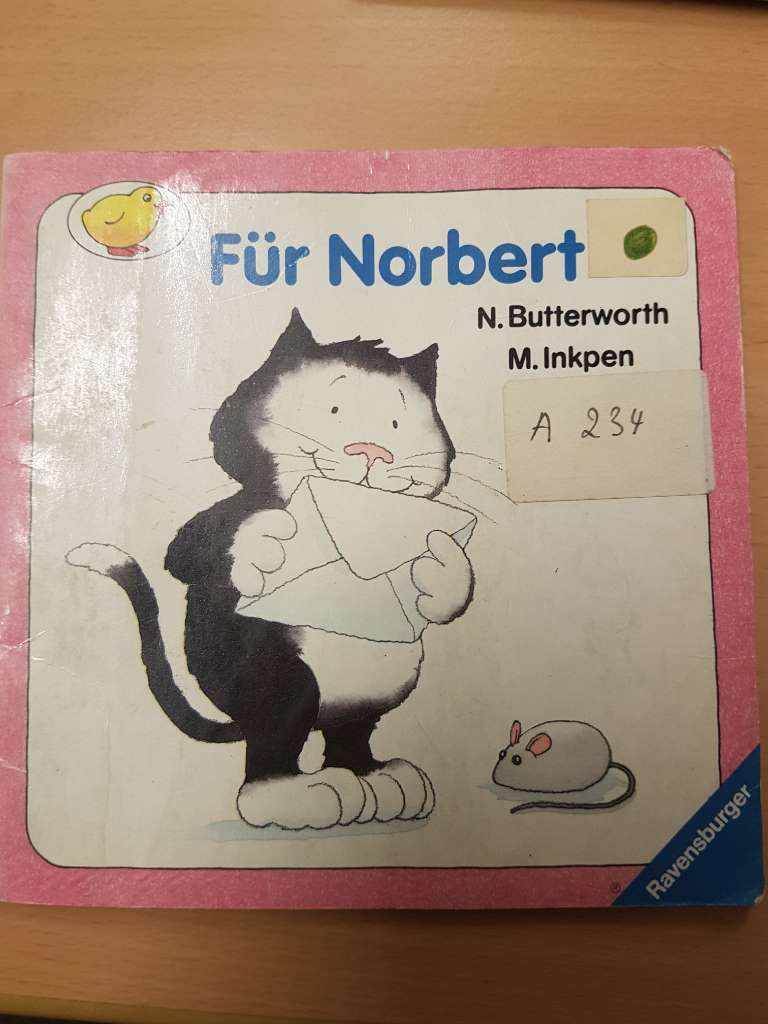 Für Norbert
N. Butterworth
M. Inkpen
A 234
Ravensburger
®